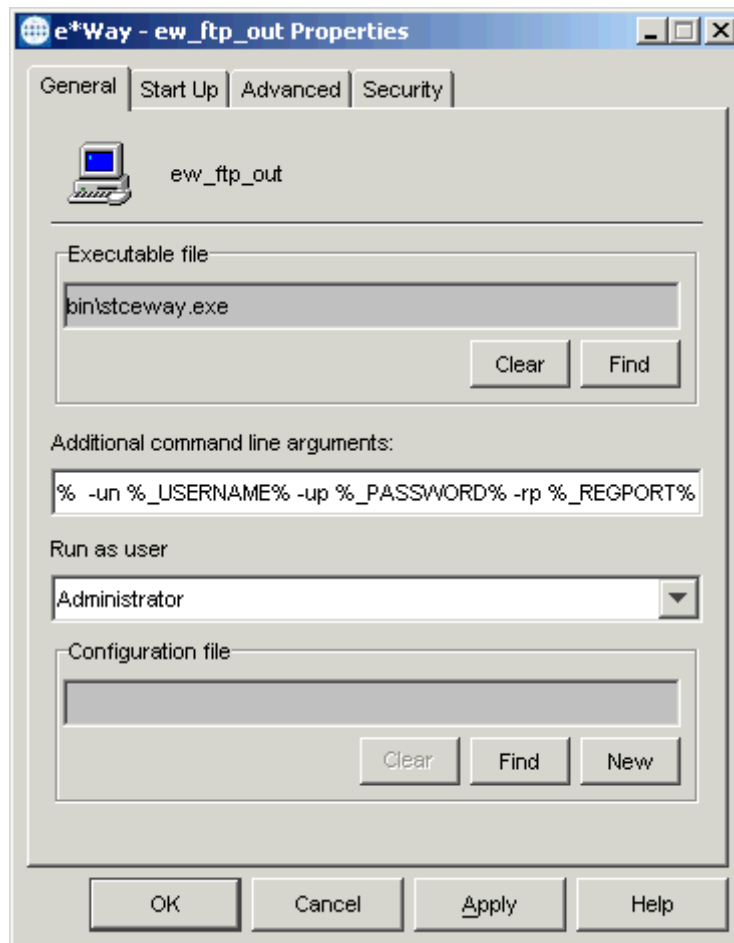 e*Way - ew_ftp_out Properties
General Start Up Advanced Security
ew_ftp_out
Executable file
bin\stceway.exe
Clear Find
Additional command line arguments:
% -un %_USERNAME% -up %_PASSWORD% -rp %_REGPORT%
Run as user
Administrator
Configuration file
Clear Find New
OK Cancel Apply Help